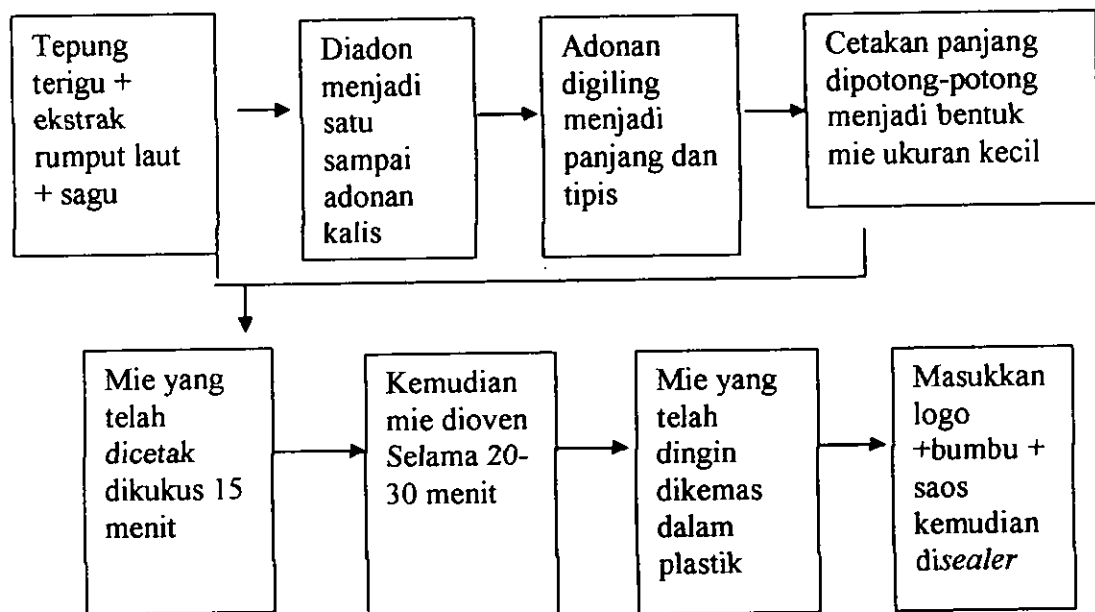 Tepung
terigu +
ekstrak
rumput laut
+ sagu
Diadon
menjadi
satu
sampai
adonan
kalis
Adonan
digiling
menjadi
panjang dan
tipis
Cetakan panjang
dipotong-potong
menjadi bentuk
mie ukuran kecil
Mie yang
telah
dicetak
dikukus 15
menit
Kemudian
mie dioven
Selama 20-
30 menit
Mie yang
telah
dingin
dikemas
dalam
plastik
Masukkan
logo
+bumbu +
saos
kemudian
disealer